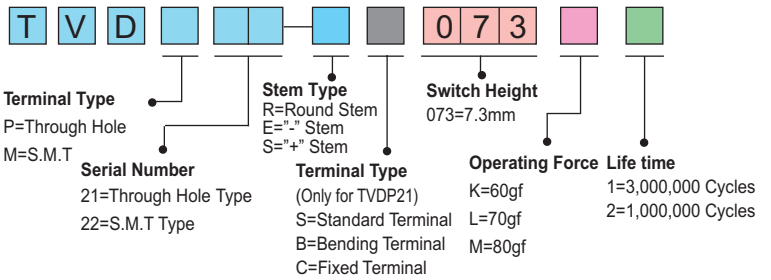 T V D - 0 7 3
Terminal Type
P=Through Hole
M=S.M.T
Serial Number
21=Through Hole Type
22=S.M.T Type
Stem Type
R=Round Stem
E=”-” Stem
S=”+” Stem
Terminal Type
(Only for TVDP21)
S=Standard Terminal
B=Bending Terminal
C=Fixed Terminal
Switch Height
073=7.3mm
Operating Force
K=60gf
L=70gf
M=80gf
Life time
1=3,000,000 Cycles
2=1,000,000 Cycles